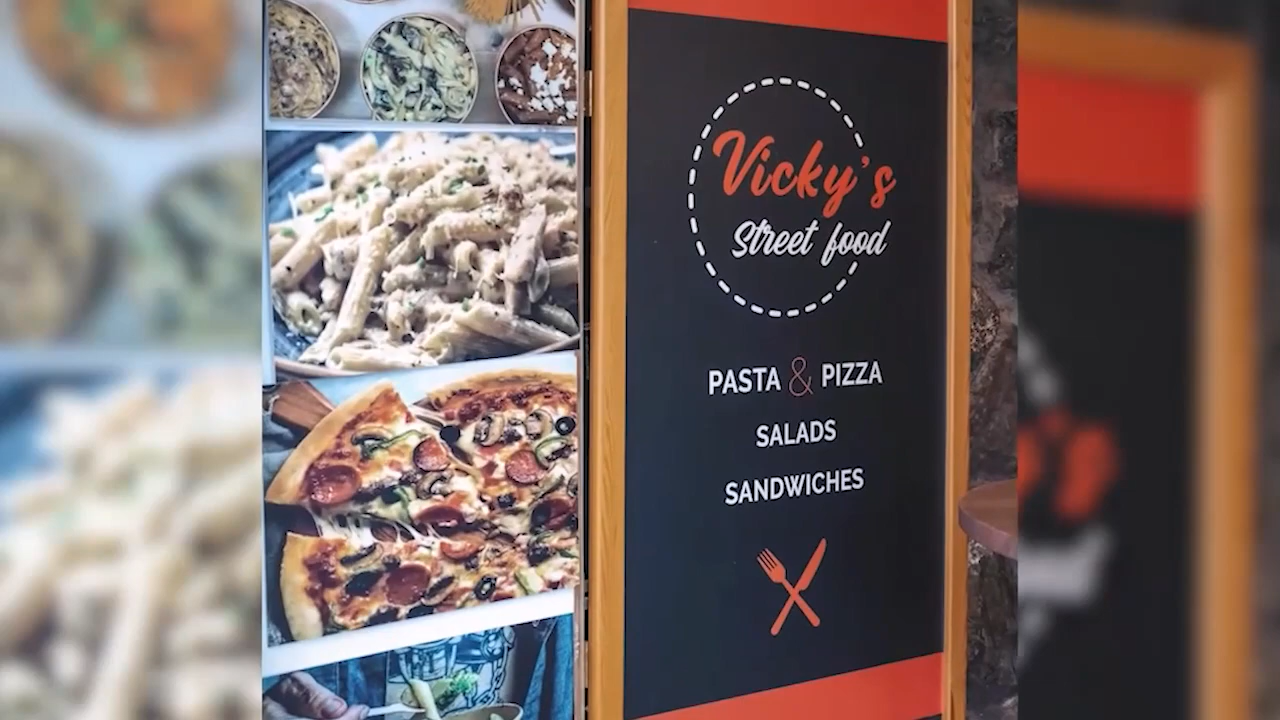 Vicky's
Street food
PASTA & PIZZA
SALADS
SANDWICHES